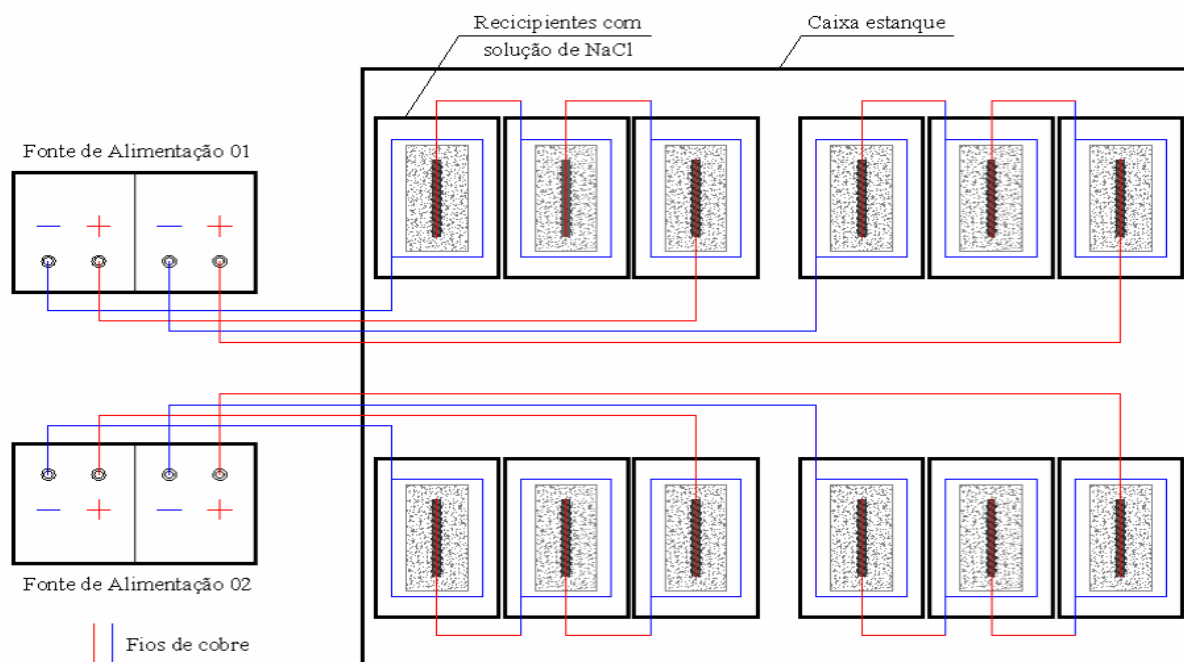 Recicipientes com
solução de NaCl
Caixa estanque
Fonte de Alimentação 01
− + − +
− + − +
Fonte de Alimentação 02
Fios de cobre